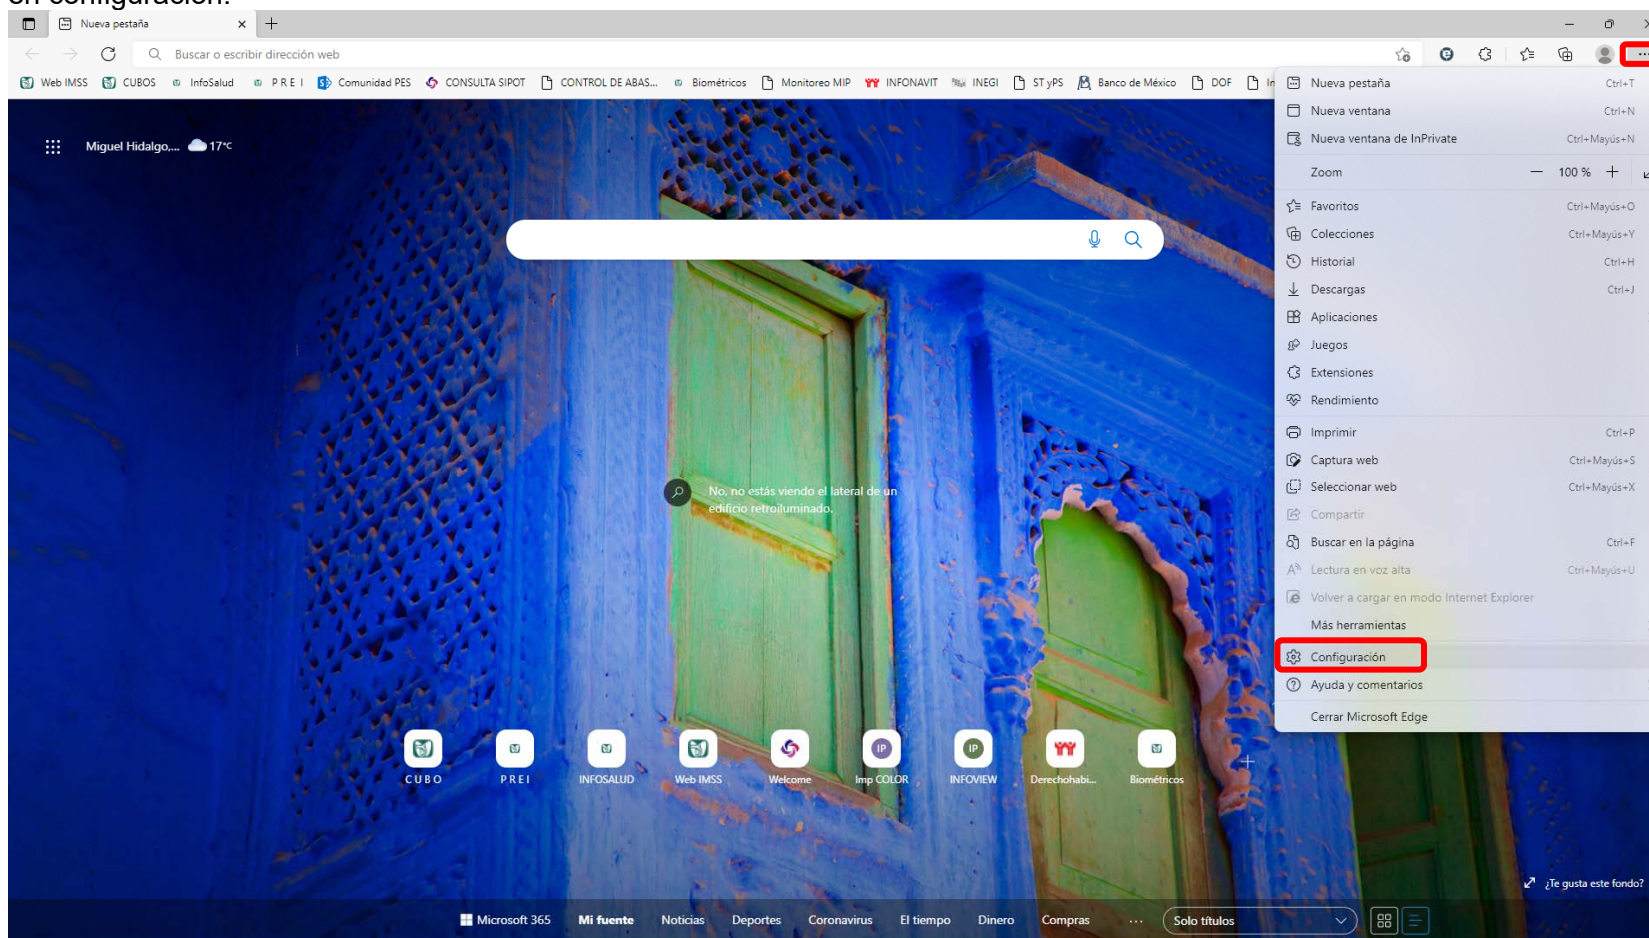 en configuración.
Nueva pestaña
Buscar o escribir dirección web
Web IMSS CUBOS InfoSalud P R E I Comunidad PES CONSULTA SIPOT CONTROL DE ABAS... Biométricos Monitoreo MIP INFONAVIT INEGI ST yPS Banco de México DOF
Miguel Hidalgo,... 17°C
Nueva pestaña Ctrl+T
Nueva ventana Ctrl+N
Nueva ventana de InPrivate Ctrl+Mayús+N
Zoom — 100 % +
Favoritos Ctrl+Mayús+O
Colecciones Ctrl+Mayús+Y
Historial Ctrl+H
Descargas Ctrl+J
Aplicaciones
Juegos
Extensiones
Rendimiento
Imprimir Ctrl+P
Captura web Ctrl+Mayús+S
Seleccionar web Ctrl+Mayús+X
Compartir
Buscar en la página Ctrl+F
Lectura en voz alta Ctrl+Mayús+U
Volver a cargar en modo Internet Explorer
Más herramientas
Configuración
Ayuda y comentarios
Cerrar Microsoft Edge
No, no estás viendo el lateral de un
edificio retroiluminado.
C U B O P R E I INFOSALUD Web IMSS Welcome IP Imp COLOR IP INFOVIEW Derechohabi... Biométricos
¿Te gusta este fondo?
Microsoft 365 Mi fuente Noticias Deportes Coronavirus El tiempo Dinero Compras ... Solo títulos